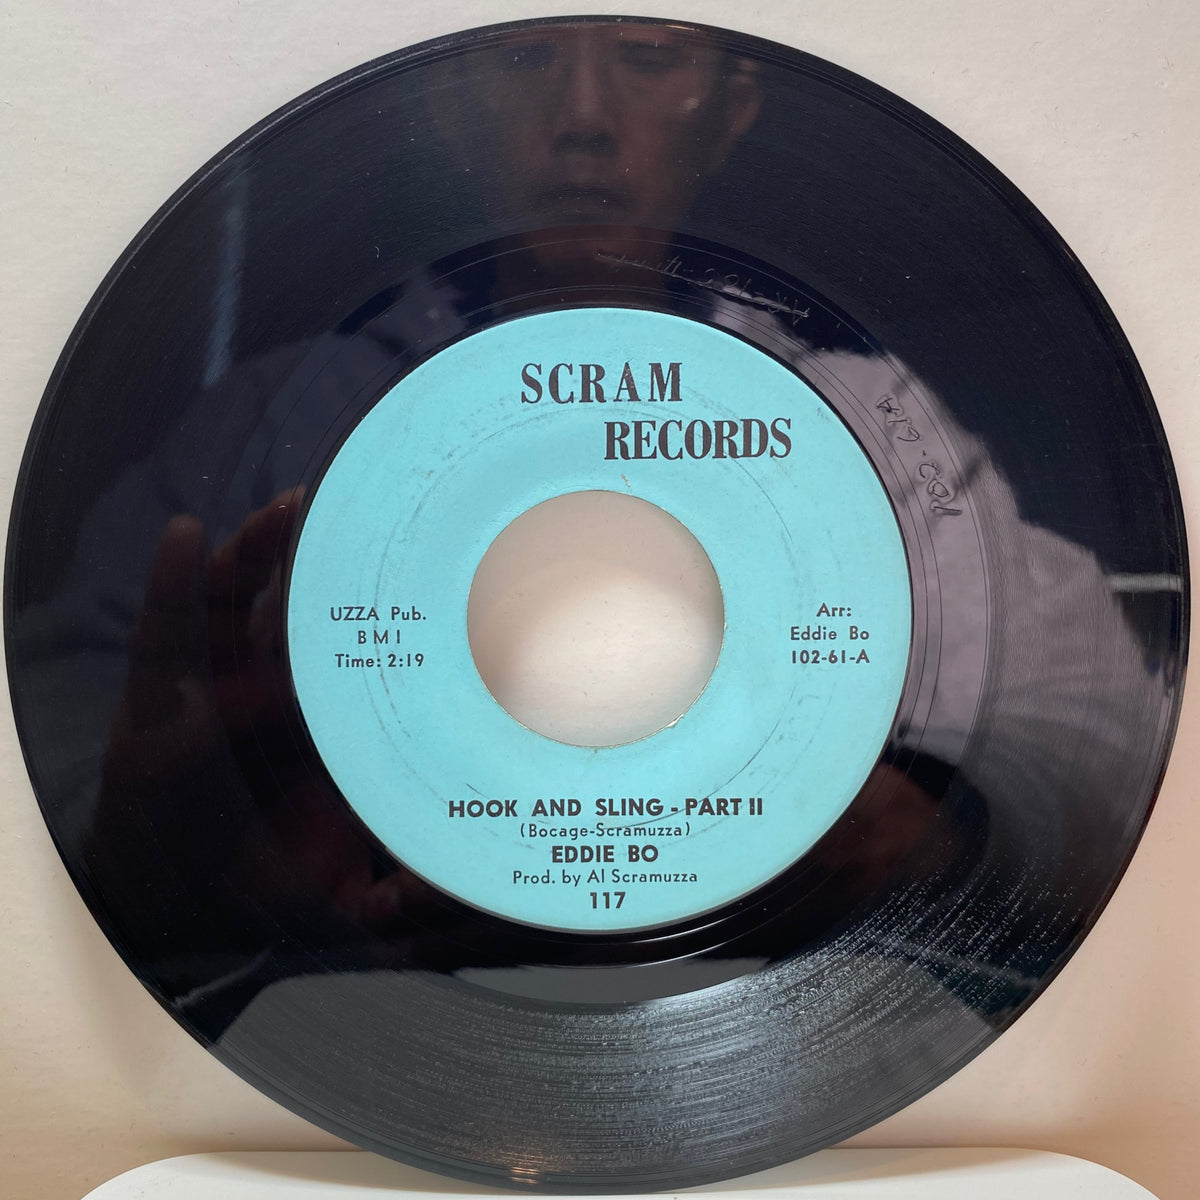 SCRAM
RECORDS
UZZA Pub.
BMI
Time: 2:19
Arr:
Eddie Bo
102-61-A
HOOK AND SLING - PART II
(Bocage-Scramuzza)
EDDIE BO
Prod. by Al Scramuzza
117